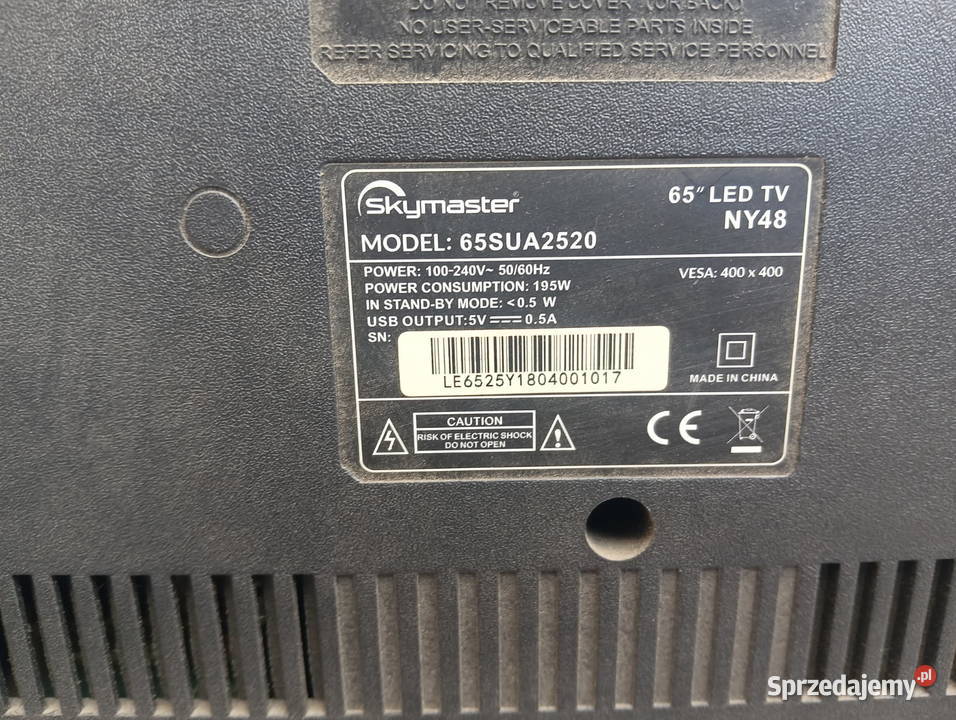 DO NOT REMOVE COVER (OR BACK)
NO USER-SERVICEABLE PARTS INSIDE
REFER SERVICING TO QUALIFIED SERVICE PERSONNEL
Skymaster®
65" LED TV
NY48
MODEL: 65SUA2520
POWER: 100-240V~ 50/60Hz
VESA: 400 x 400
POWER CONSUMPTION: 195W
IN STAND-BY MODE: <0.5 W
USB OUTPUT:5V ⎓ 0.5A
SN:
LE6525Y1804001017
MADE IN CHINA
CAUTION
RISK OF ELECTRIC SHOCK
DO NOT OPEN
CE
Sprzedajemy.pl